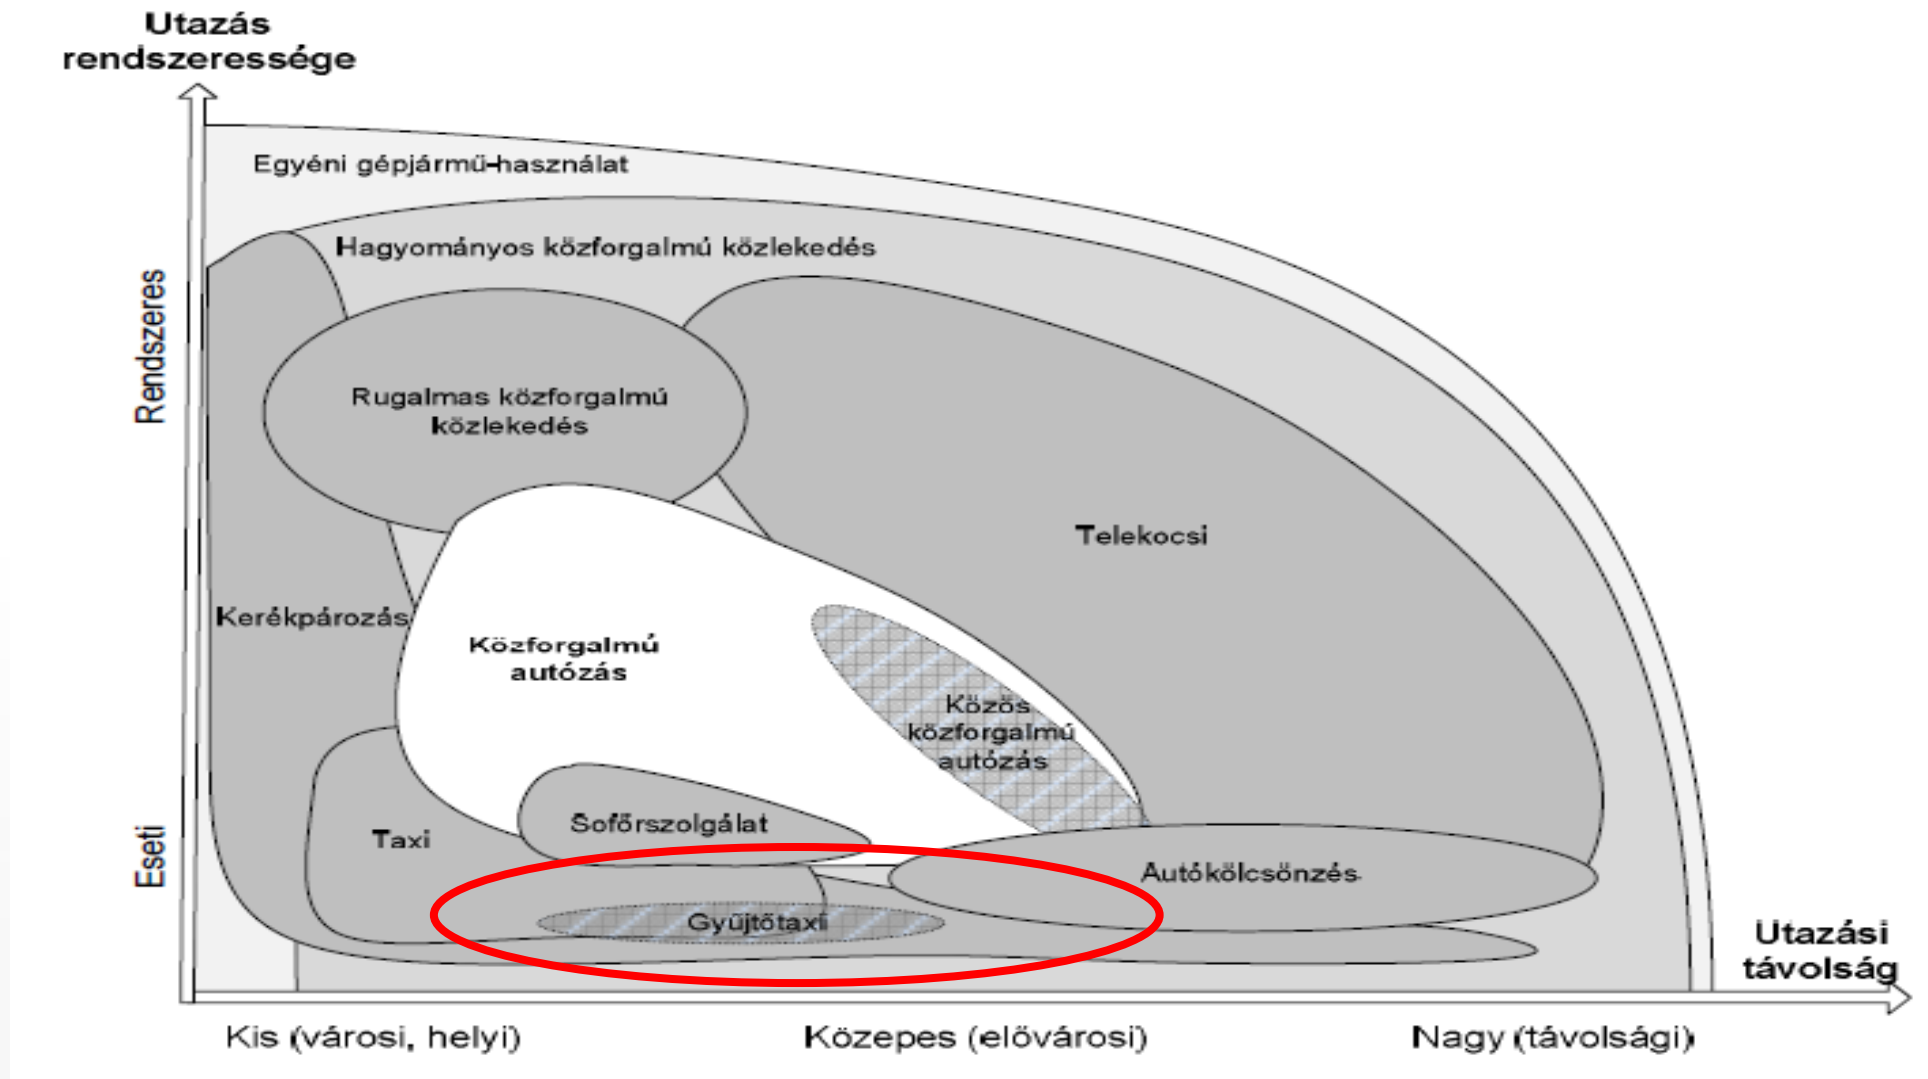 Utazás
rendszeressége
Egyéni gépjármű-használat
Hagyományos közforgalmú közlekedés
Rendszeres
Rugalmas közforgalmú
közlekedés
Telekocsi
Kerékpározás
Közforgalmú
autózás
Közös
közforgalmú
autózás
Sofőrszolgálat
Taxi
Eseti
Autókölcsönzés
Gyűjtőtaxi
Utazási
távolság
Kis (városi, helyi)
Közepes (elővárosi)
Nagy (távolsági)